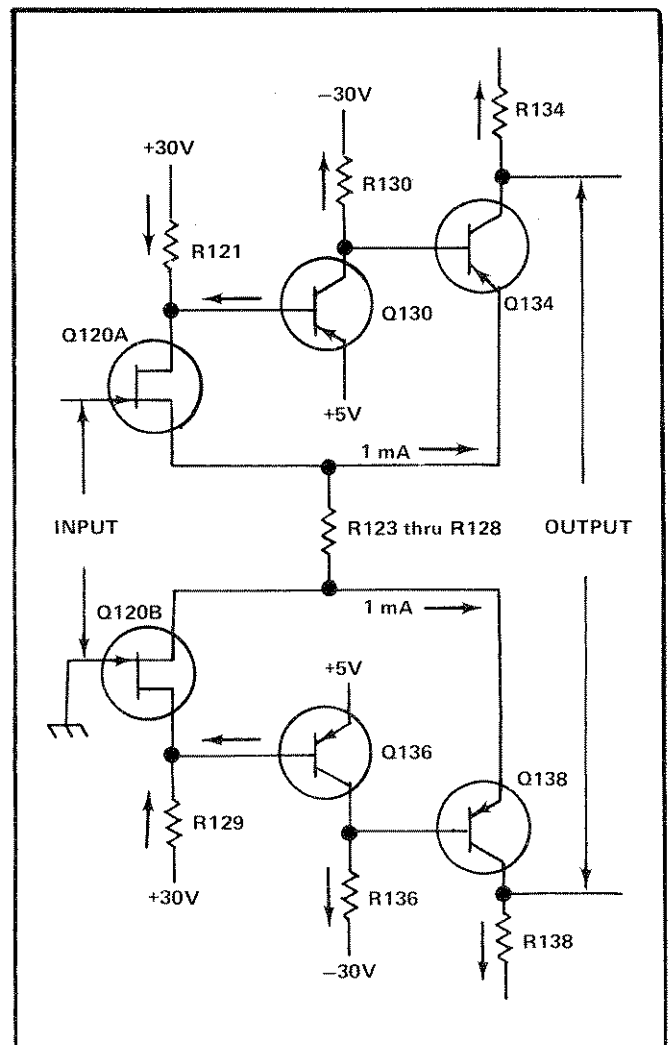 R134
−30V
+30V
R130
R121
Q120A
Q130
Q134
+5V
1 mA
INPUT
R123 thru R128
OUTPUT
Q120B
1 mA
+5V
Q136
Q138
R129
+30V
R136
R138
−30V